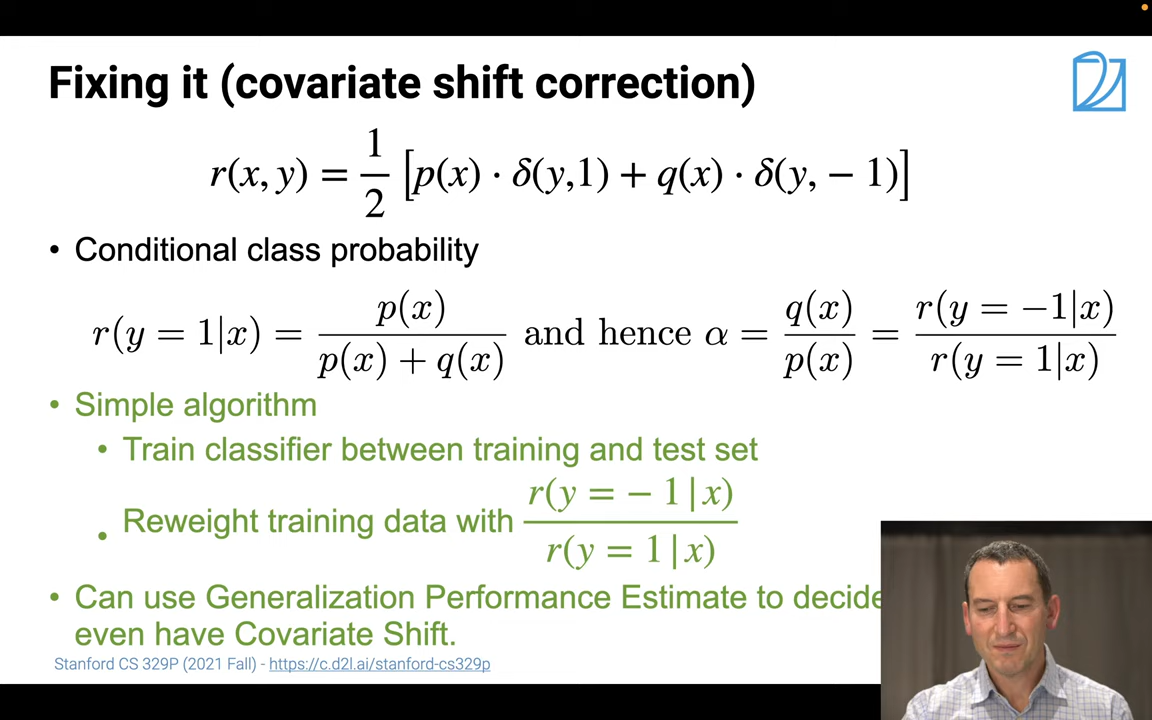 Fixing it (covariate shift correction)
r(x, y) = 1/2 [p(x) · δ(y,1) + q(x) · δ(y, − 1)]
• Conditional class probability
r(y = 1|x) = p(x) / p(x) + q(x) and hence α = q(x) / p(x) = r(y = −1|x) / r(y = 1|x)
• Simple algorithm
• Train classifier between training and test set
• Reweight training data with r(y = − 1|x) / r(y = 1|x)
• Can use Generalization Performance Estimate to decide
even have Covariate Shift.
Stanford CS 329P (2021 Fall) - https://c.d2l.ai/stanford-cs329p